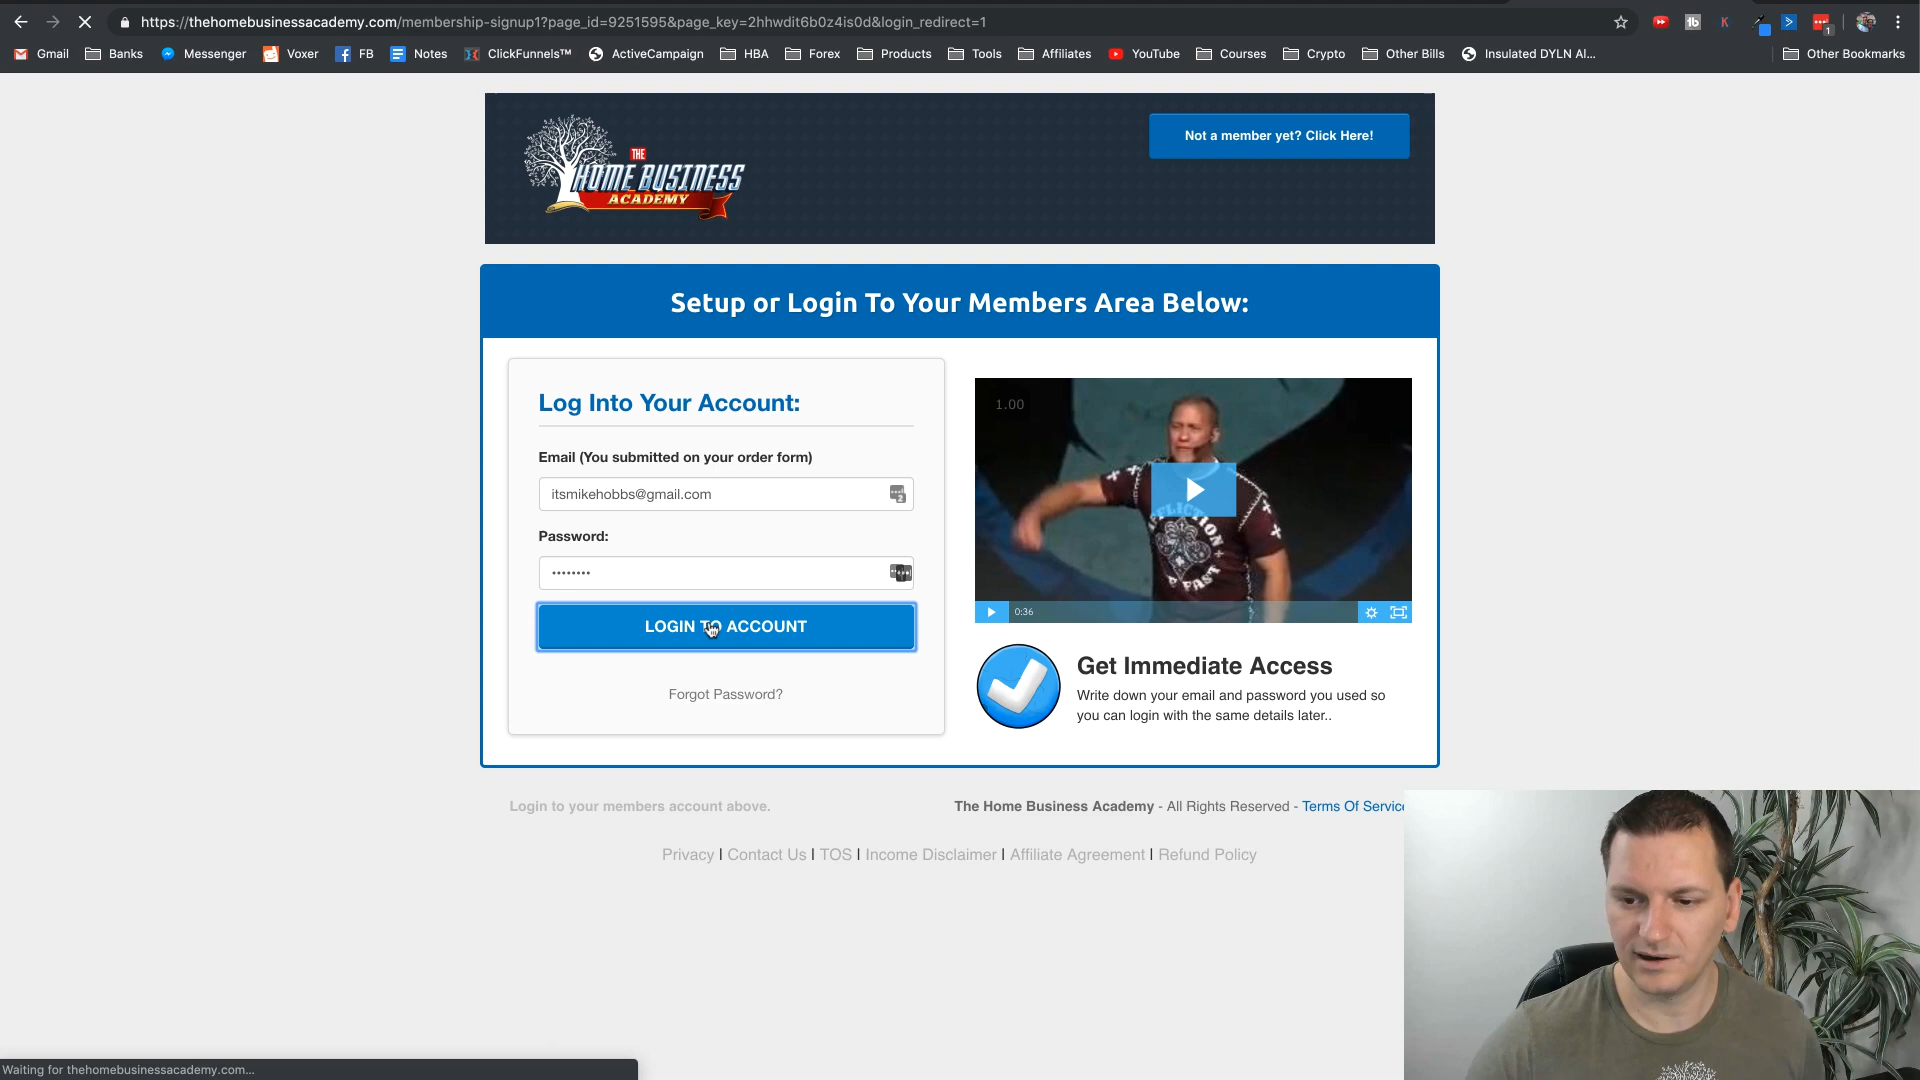 https://thehomebusinessacademy.com/membership-signup1?page_id=9251595&page_key=2hhwdit6b0z4is0d&login_redirect=1
Gmail Banks Messenger Voxer FB Notes ClickFunnels™ ActiveCampaign HBA Forex Products Tools Affiliates YouTube Courses Crypto Other Bills Insulated DYLN Al... Other Bookmarks
THE
HOME BUSINESS
ACADEMY
Not a member yet? Click Here!
Setup or Login To Your Members Area Below:
Log Into Your Account:
Email (You submitted on your order form)
itsmikehobbs@gmail.com
Password:
••••••••
LOGIN TO ACCOUNT
Forgot Password?
1.00
AFFLICTION
0:36
Get Immediate Access
Write down your email and password you used so
you can login with the same details later..
Login to your members account above.
The Home Business Academy - All Rights Reserved - Terms Of Service
Privacy | Contact Us | TOS | Income Disclaimer | Affiliate Agreement | Refund Policy
Waiting for thehomebusinessacademy.com...